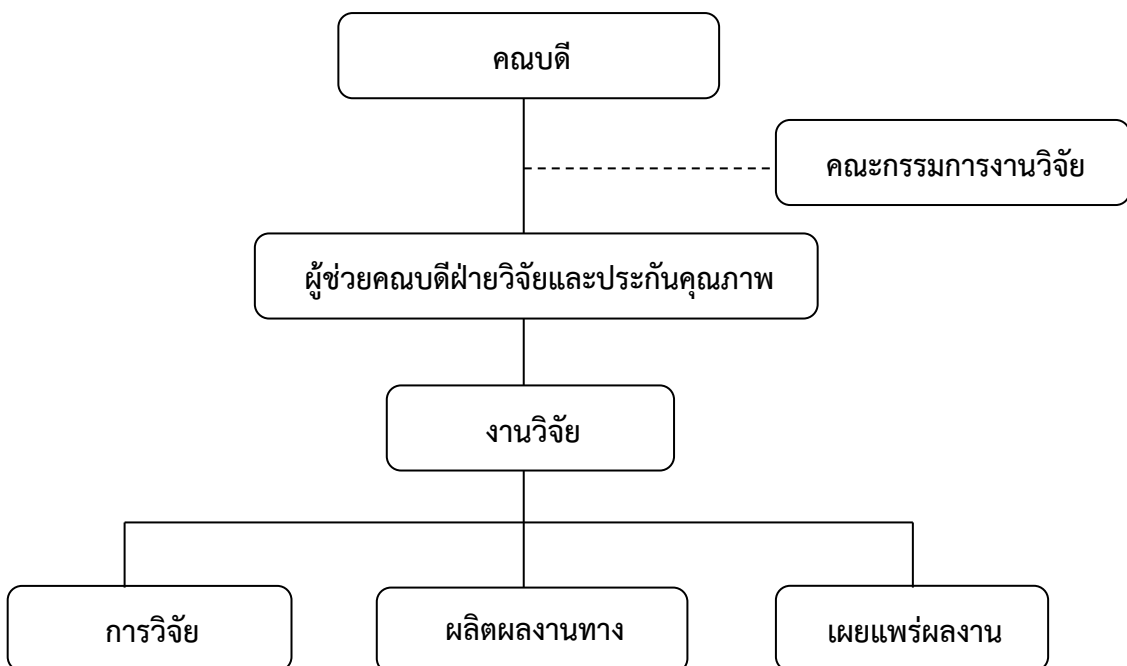 คณบดี
คณะกรรมการงานวิจัย
ผู้ช่วยคณบดีฝ่ายวิจัยและประกันคุณภาพ
งานวิจัย
การวิจัย
ผลิตผลงานทาง
เผยแพร่ผลงาน